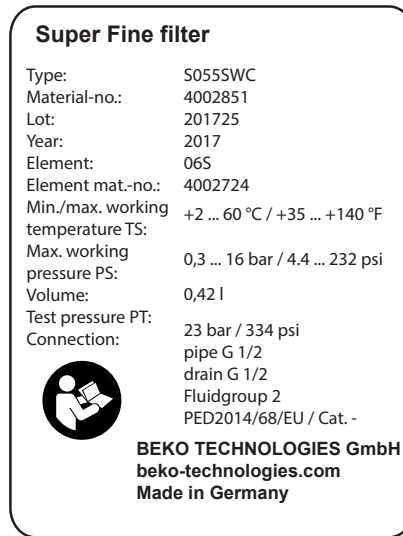 Super Fine filter
Type: S055SWC
Material-no.: 4002851
Lot: 201725
Year: 2017
Element: 06S
Element mat.-no.: 4002724
Min./max. working
temperature TS: +2 ... 60 °C / +35 ... +140 °F
Max. working
pressure PS: 0,3 ... 16 bar / 4.4 ... 232 psi
Volume: 0,42 l
Test pressure PT: 23 bar / 334 psi
Connection: pipe G 1/2
drain G 1/2
Fluidgroup 2
PED2014/68/EU / Cat. -
BEKO TECHNOLOGIES GmbH
beko-technologies.com
Made in Germany